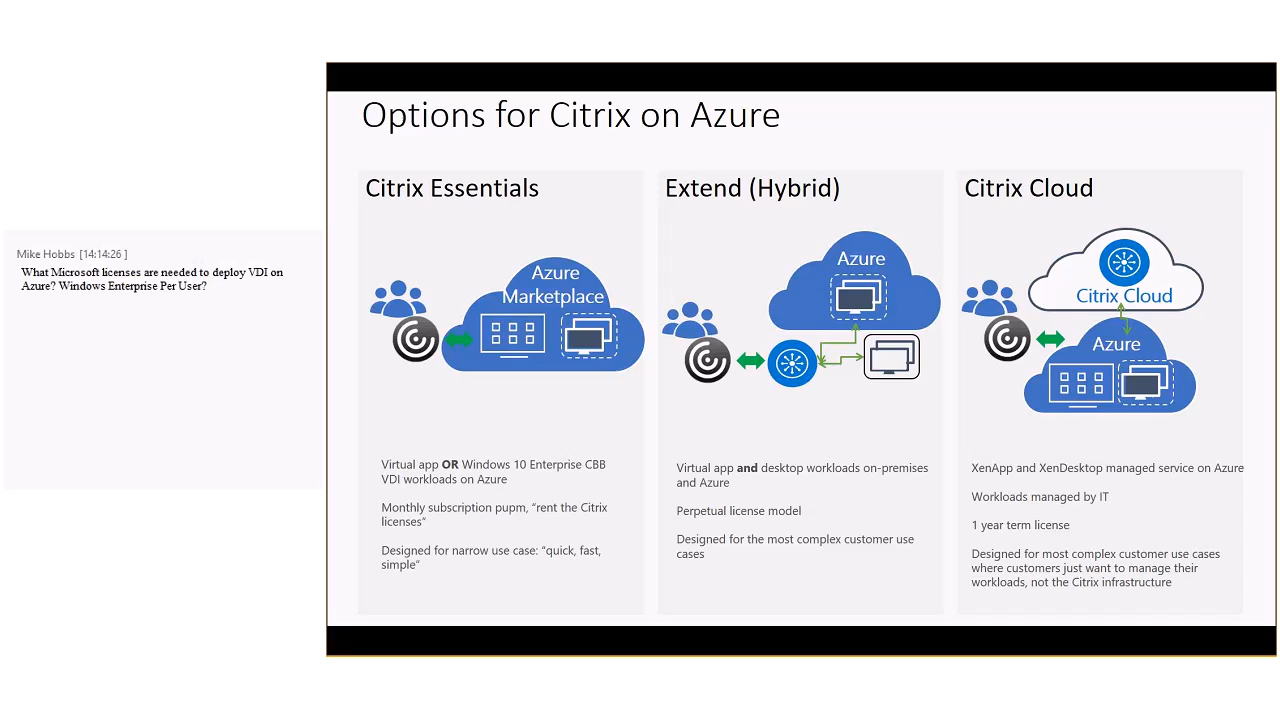 Mike Hobbs [14:14:26 ]
What Microsoft licenses are needed to deploy VDI on
Azure? Windows Enterprise Per User?
Options for Citrix on Azure
Citrix Essentials
Azure
Marketplace
Virtual app OR Windows 10 Enterprise CBB
VDI workloads on Azure
Monthly subscription pupm, “rent the Citrix
licenses”
Designed for narrow use case: “quick, fast,
simple”
Extend (Hybrid)
Azure
Virtual app and desktop workloads on-premises
and Azure
Perpetual license model
Designed for the most complex customer use
cases
Citrix Cloud
Citrix Cloud
Azure
XenApp and XenDesktop managed service on Azure
Workloads managed by IT
1 year term license
Designed for most complex customer use cases
where customers just want to manage their
workloads, not the Citrix infrastructure